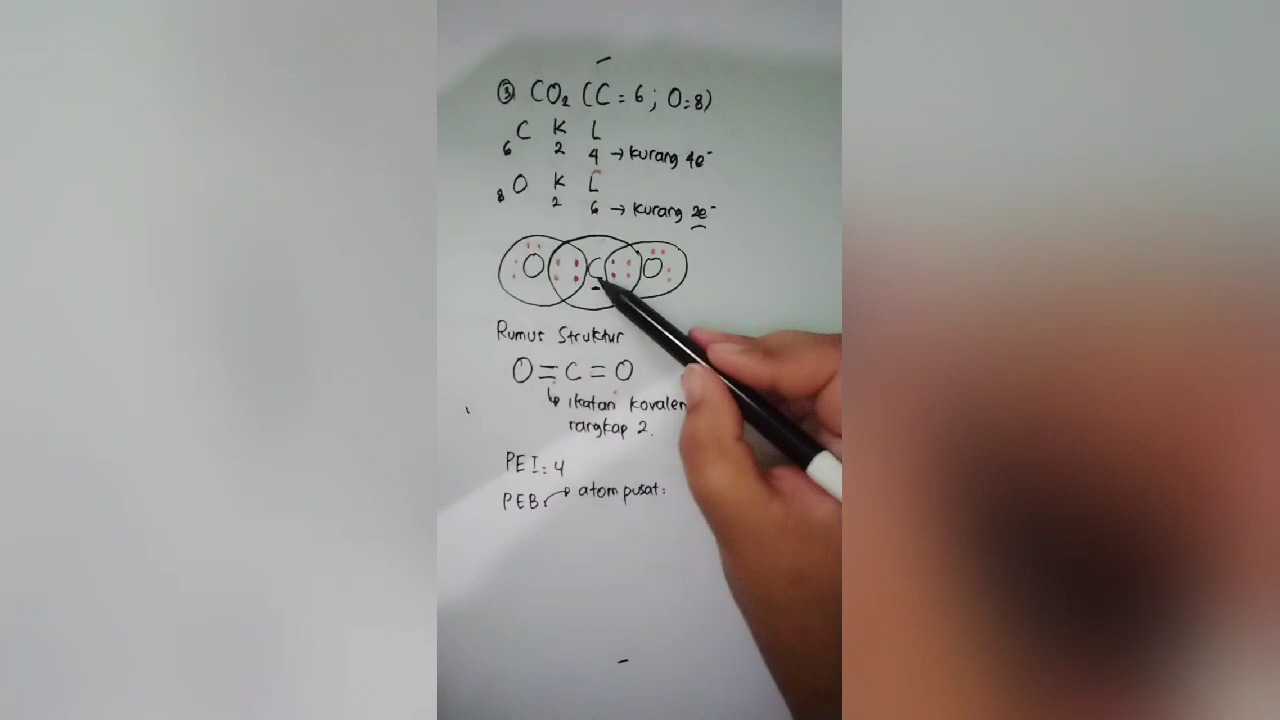 ③ CO₂ (C = 6 ; O = 8)
C K L
6 2 4 → kurang 4e⁻
O K L
8 2 6 → kurang 2e⁻
O C O
Rumus Struktur
O = C = O
↳ ikatan kovalen
rangkap 2.
PEI = 4
PEB → atom pusat :